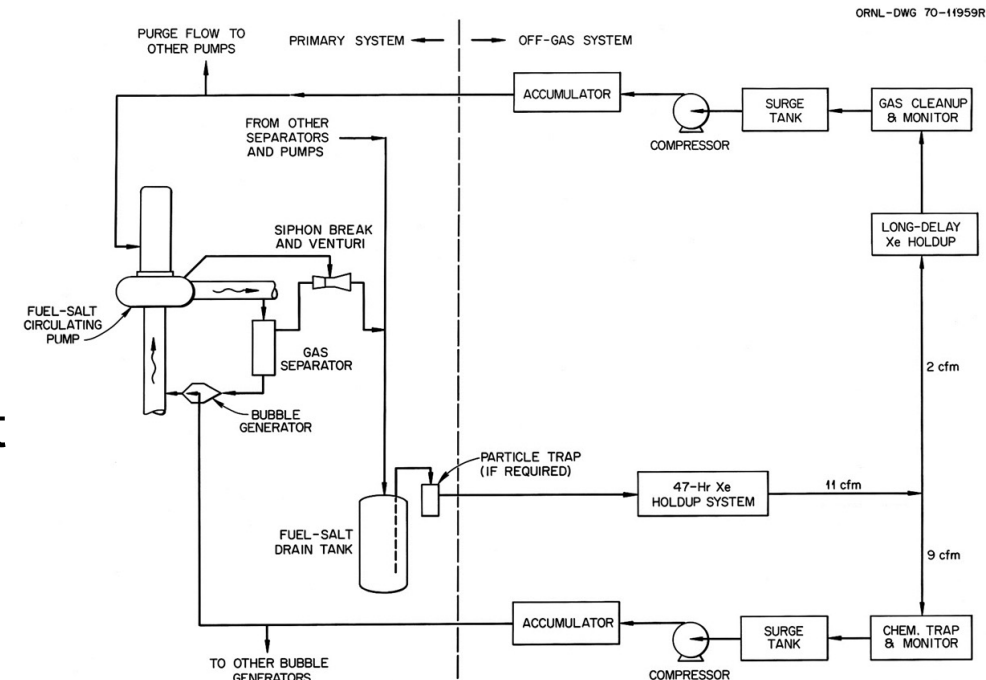 ORNL-DWG 70-11959R
PURGE FLOW TO
OTHER PUMPS
PRIMARY SYSTEM
OFF-GAS SYSTEM
ACCUMULATOR
COMPRESSOR
SURGE
TANK
GAS CLEANUP
& MONITOR
FROM OTHER
SEPARATORS
AND PUMPS
SIPHON BREAK
AND VENTURI
LONG-DELAY
Xe HOLDUP
FUEL-SALT
CIRCULATING
PUMP
GAS
SEPARATOR
2 cfm
BUBBLE
GENERATOR
PARTICLE TRAP
(IF REQUIRED)
47-Hr Xe
HOLDUP SYSTEM
11 cfm
FUEL-SALT
DRAIN TANK
9 cfm
ACCUMULATOR
COMPRESSOR
SURGE
TANK
CHEM. TRAP
& MONITOR
TO OTHER BUBBLE
GENERATORS